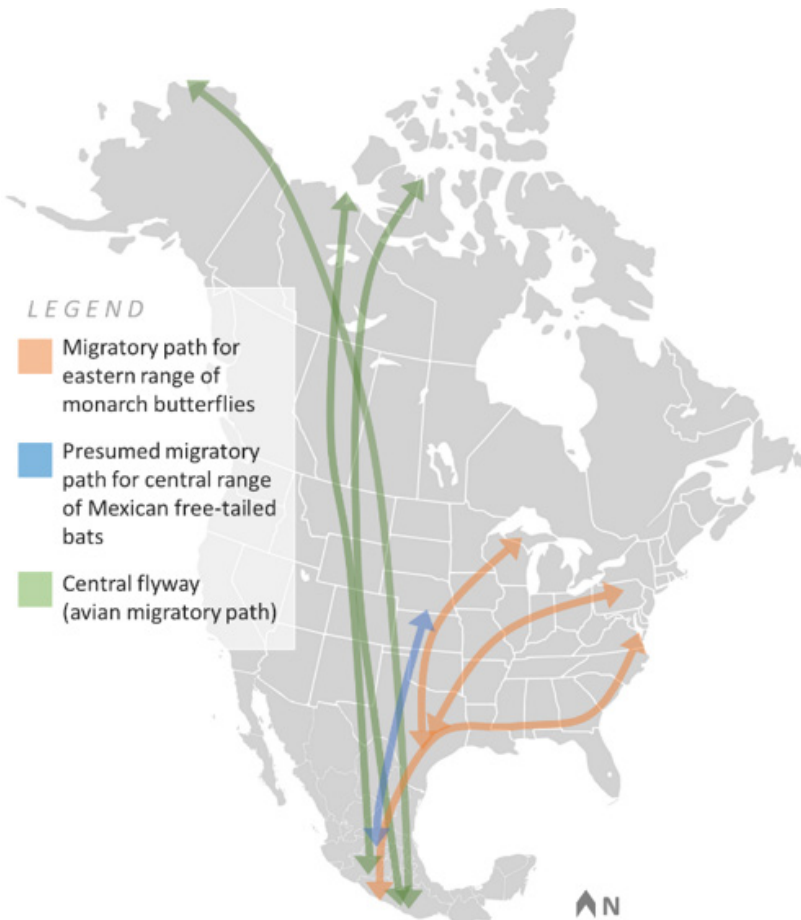 LEGEND
Migratory path for
eastern range of
monarch butterflies
Presumed migratory
path for central range
of Mexican free-tailed
bats
Central flyway
(avian migratory path)
N